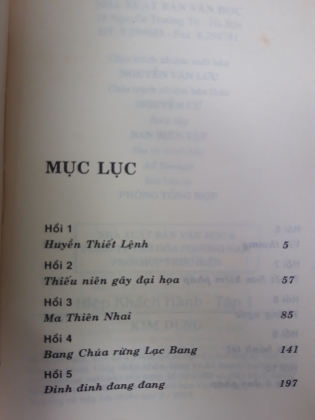 MỤC LỤC
Hồi 1
Huyền Thiết Lệnh 5
Hồi 2
Thiếu niên gây đại họa 57
Hồi 3
Ma Thiên Nhai 85
Hồi 4
Bang Chúa rừng Lạc Bang 141
Hồi 5
Đinh đinh đang đang 197